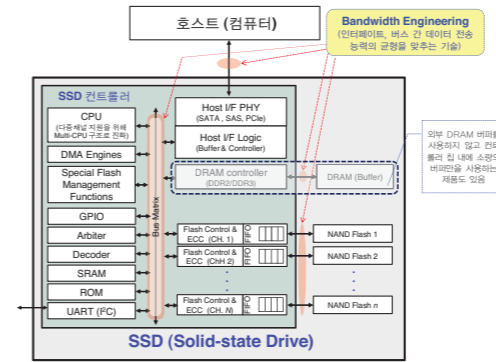 호스트 (컴퓨터)
Bandwidth Engineering
(인터페이트, 버스 간 데이터 전송
능력의 균형을 맞추는 기술)
SSD 컨트롤러
CPU
(다중채널 지원을 위해
Multi-CPU 구조로 진화)
DMA Engines
Special Flash
Management
Functions
GPIO
Arbiter
Decoder
SRAM
ROM
UART (I²C)
Bus Matrix
Host I/F PHY
(SATA , SAS, PCIe)
Host I/F Logic
(Buffer & Controller)
DRAM controller
(DDR2/DDR3)
DRAM (Buffer)
외부 DRAM 버퍼를
사용하지 않고 컨트
롤러 칩 내에 소량의
버퍼만을 사용하는
제품도 있음
Flash Control &
ECC (CH. 1)
FIFO
NAND Flash 1
Flash Control &
ECC (ChH 2)
FIFO
NAND Flash 2
Flash Control &
ECC (CH. N)
FIFO
NAND Flash n
SSD (Solid-state Drive)